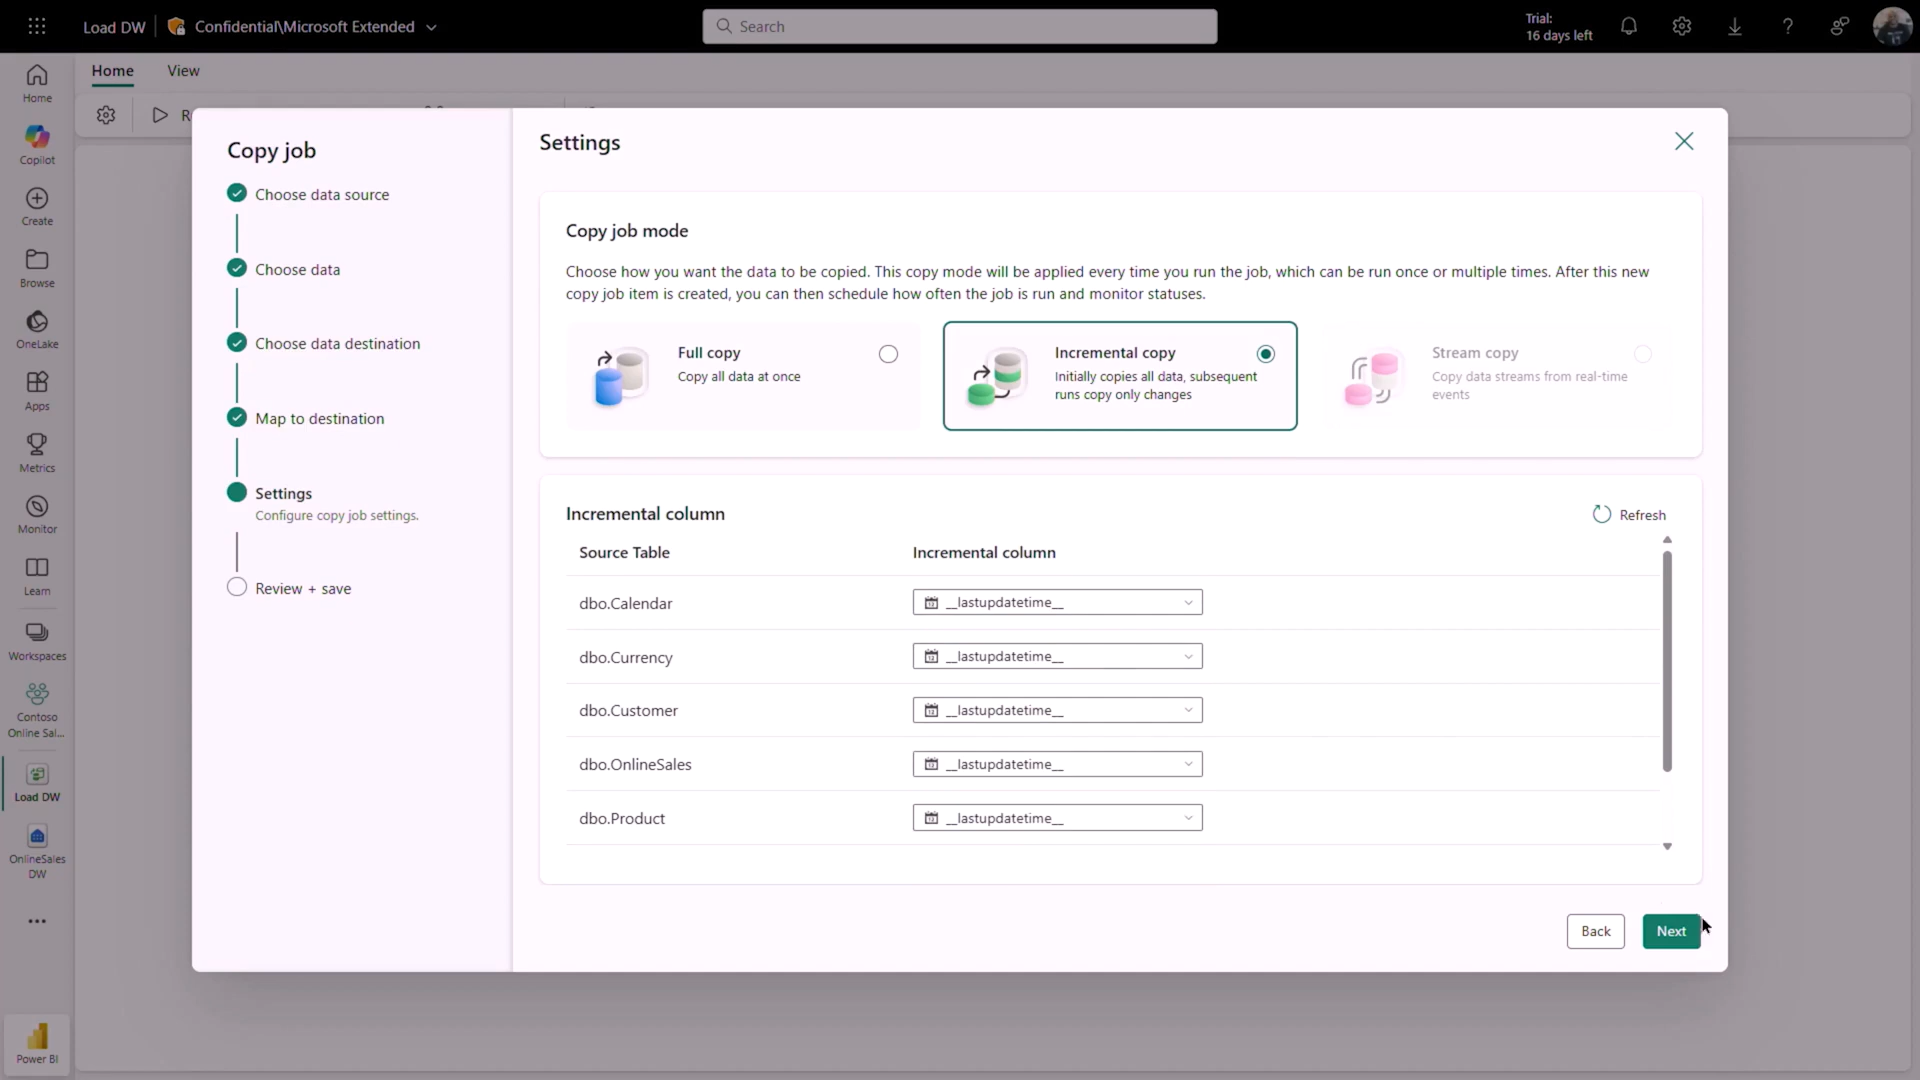 Load DW
Confidential\Microsoft Extended
Search
Trial:
16 days left
Home
View
Home
Copilot
Create
Browse
OneLake
Apps
Metrics
Monitor
Learn
Workspaces
Contoso
Online Sal...
Load DW
OnlineSales
DW
Power BI
Copy job
Choose data source
Choose data
Choose data destination
Map to destination
Settings
Configure copy job settings.
Review + save
Settings
Copy job mode
Choose how you want the data to be copied. This copy mode will be applied every time you run the job, which can be run once or multiple times. After this new
copy job item is created, you can then schedule how often the job is run and monitor statuses.
Full copy
Copy all data at once
Incremental copy
Initially copies all data, subsequent
runs copy only changes
Stream copy
Copy data streams from real-time
events
Incremental column
Refresh
Source Table
Incremental column
dbo.Calendar
__lastupdatetime__
dbo.Currency
__lastupdatetime__
dbo.Customer
__lastupdatetime__
dbo.OnlineSales
__lastupdatetime__
dbo.Product
__lastupdatetime__
Back
Next